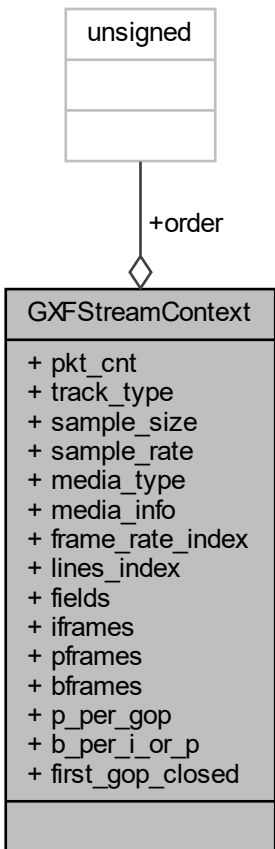 unsigned
+order
GXFStreamContext
+ pkt_cnt
+ track_type
+ sample_size
+ sample_rate
+ media_type
+ media_info
+ frame_rate_index
+ lines_index
+ fields
+ iframes
+ pframes
+ bframes
+ p_per_gop
+ b_per_i_or_p
+ first_gop_closed